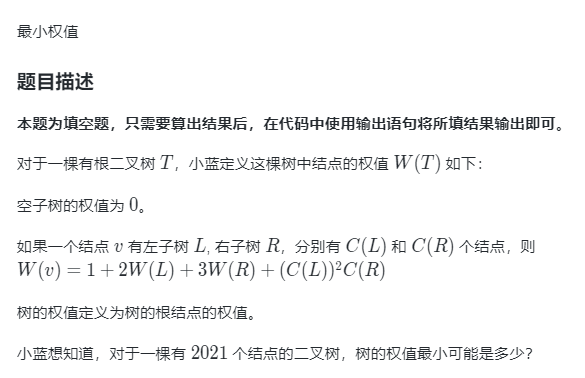 最小权值
题目描述
本题为填空题，只需要算出结果后，在代码中使用输出语句将所填结果输出即可。
对于一棵有根二叉树 T，小蓝定义这棵树中结点的权值 W(T) 如下：
空子树的权值为 0。
如果一个结点 v 有左子树 L, 右子树 R，分别有 C(L) 和 C(R) 个结点，则
W(v) = 1 + 2W(L) + 3W(R) + (C(L))²C(R)
树的权值定义为树的根结点的权值。
小蓝想知道，对于一棵有 2021 个结点的二叉树，树的权值最小可能是多少？